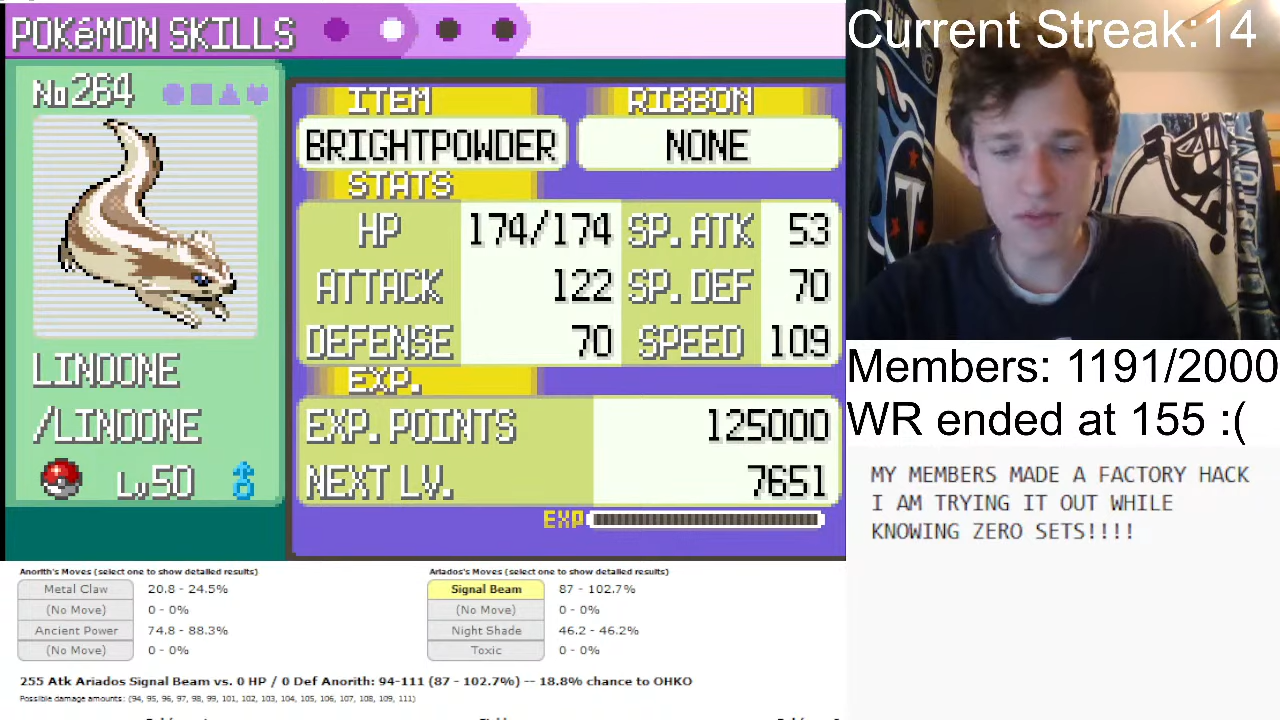 POKéMON SKILLS
No264
ITEM
RIBBON
BRIGHTPOWDER
NONE
STATS
HP 174/174 SP. ATK 53
ATTACK 122 SP. DEF 70
DEFENSE 70 SPEED 109
EXP.
EXP. POINTS 125000
NEXT LV. 7651
EXP
LINOONE
/LINOONE
Lv50
Current Streak:14
Members: 1191/2000
WR ended at 155 :(
MY MEMBERS MADE A FACTORY HACK
I AM TRYING IT OUT WHILE
KNOWING ZERO SETS!!!!
Anorith's Moves (select one to show detailed results)
Metal Claw 20.8 - 24.5%
(No Move) 0 - 0%
Ancient Power 74.8 - 88.3%
(No Move) 0 - 0%
Ariados's Moves (select one to show detailed results)
Signal Beam 87 - 102.7%
(No Move) 0 - 0%
Night Shade 46.2 - 46.2%
Toxic 0 - 0%
255 Atk Ariados Signal Beam vs. 0 HP / 0 Def Anorith: 94-111 (87 - 102.7%) -- 18.8% chance to OHKO
Possible damage amounts: (94, 95, 96, 97, 98, 99, 101, 102, 103, 104, 105, 106, 107, 108, 109, 111)